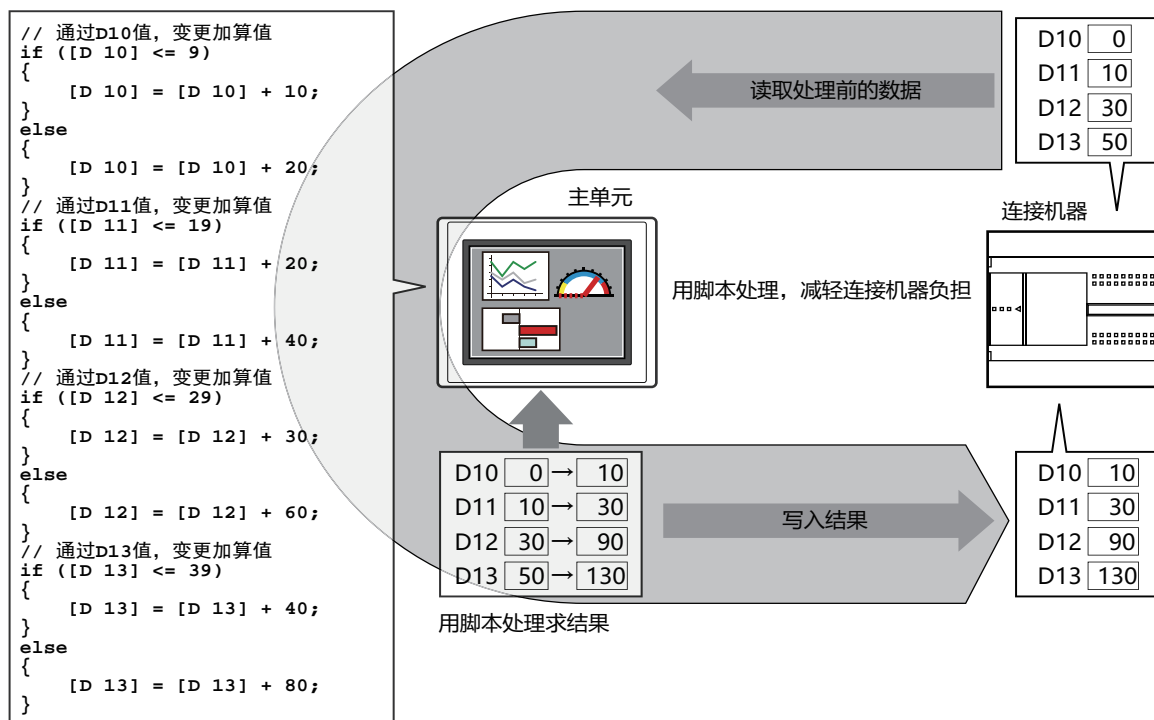 // 通过D10值，变更加算值
if ([D 10] <= 9)
{
    [D 10] = [D 10] + 10;
}
else
{
    [D 10] = [D 10] + 20;
}
// 通过D11值，变更加算值
if ([D 11] <= 19)
{
    [D 11] = [D 11] + 20;
}
else
{
    [D 11] = [D 11] + 40;
}
// 通过D12值，变更加算值
if ([D 12] <= 29)
{
    [D 12] = [D 12] + 30;
}
else
{
    [D 12] = [D 12] + 60;
}
// 通过D13值，变更加算值
if ([D 13] <= 39)
{
    [D 13] = [D 13] + 40;
}
else
{
    [D 13] = [D 13] + 80;
}
读取处理前的数据
D10 0
D11 10
D12 30
D13 50
主单元
连接机器
用脚本处理，减轻连接机器负担
D10 0→10
D11 10→30
D12 30→90
D13 50→130
用脚本处理求结果
写入结果
D10 10
D11 30
D12 90
D13 130